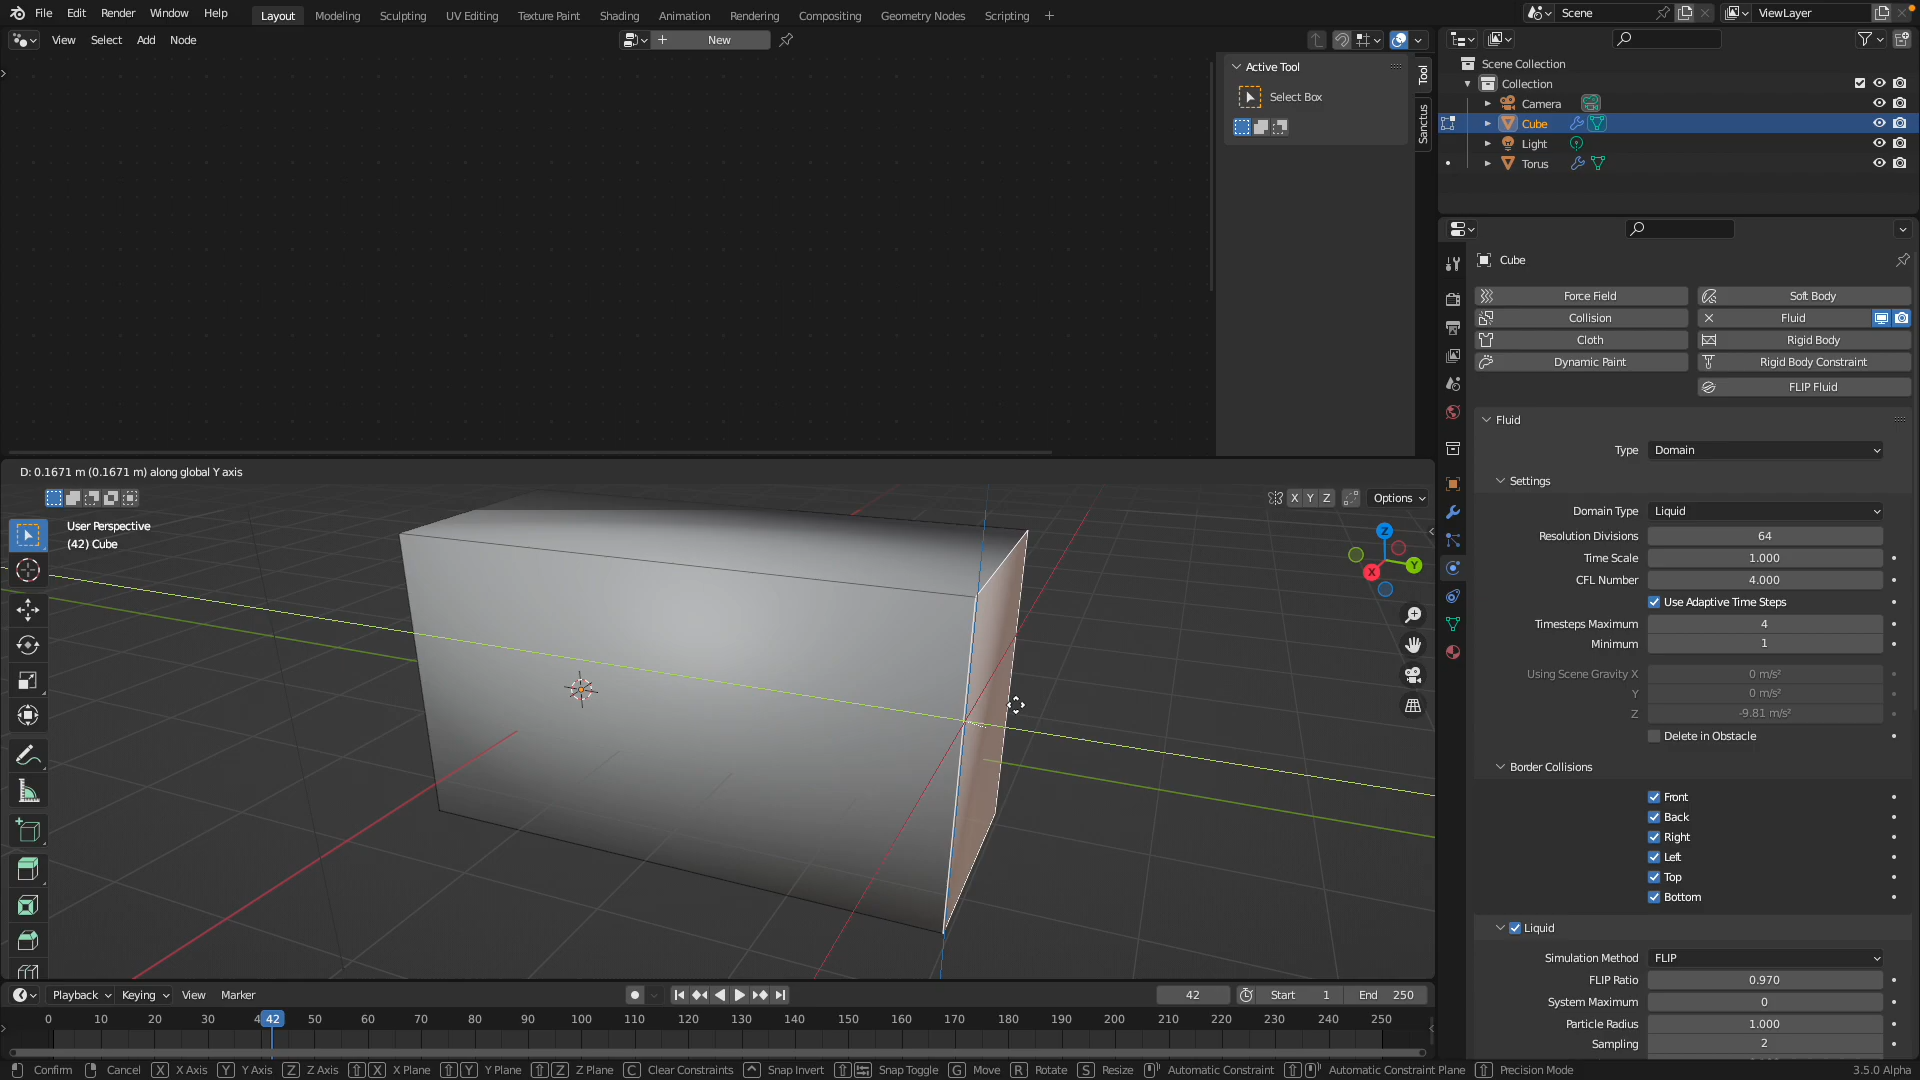 File Edit Render Window Help Layout Modeling Sculpting UV Editing Texture Paint Shading Animation Rendering Compositing Geometry Nodes Scripting + Scene ViewLayer
View Select Add Node + New
Active Tool
Select Box
Tool
Sanctus
Scene Collection
Collection
Camera
Cube
Light
Torus
Cube
Force Field Soft Body
Collision Fluid
Cloth Rigid Body
Dynamic Paint Rigid Body Constraint
FLIP Fluid
Fluid
Type Domain
Settings
Domain Type Liquid
Resolution Divisions 64
Time Scale 1.000
CFL Number 4.000
Use Adaptive Time Steps
Timesteps Maximum 4
Minimum 1
Using Scene Gravity X 0 m/s²
Y 0 m/s²
Z -9.81 m/s²
Delete in Obstacle
Border Collisions
Front
Back
Right
Left
Top
Bottom
Liquid
Simulation Method FLIP
FLIP Ratio 0.970
System Maximum 0
Particle Radius 1.000
Sampling 2
D: 0.1671 m (0.1671 m) along global Y axis
X Y Z Options
User Perspective
(42) Cube
Z
Y
X
Playback Keying View Marker 42 Start 1 End 250
0 10 20 30 4 42 50 60 70 80 90 100 110 120 130 140 150 160 170 180 190 200 210 220 230 240 250
Confirm Cancel X X Axis Y Y Axis Z Z Axis X X Plane Y Y Plane Z Z Plane C Clear Constraints Snap Invert Snap Toggle G Move R Rotate S Resize Automatic Constraint Automatic Constraint Plane Precision Mode 3.5.0 Alpha